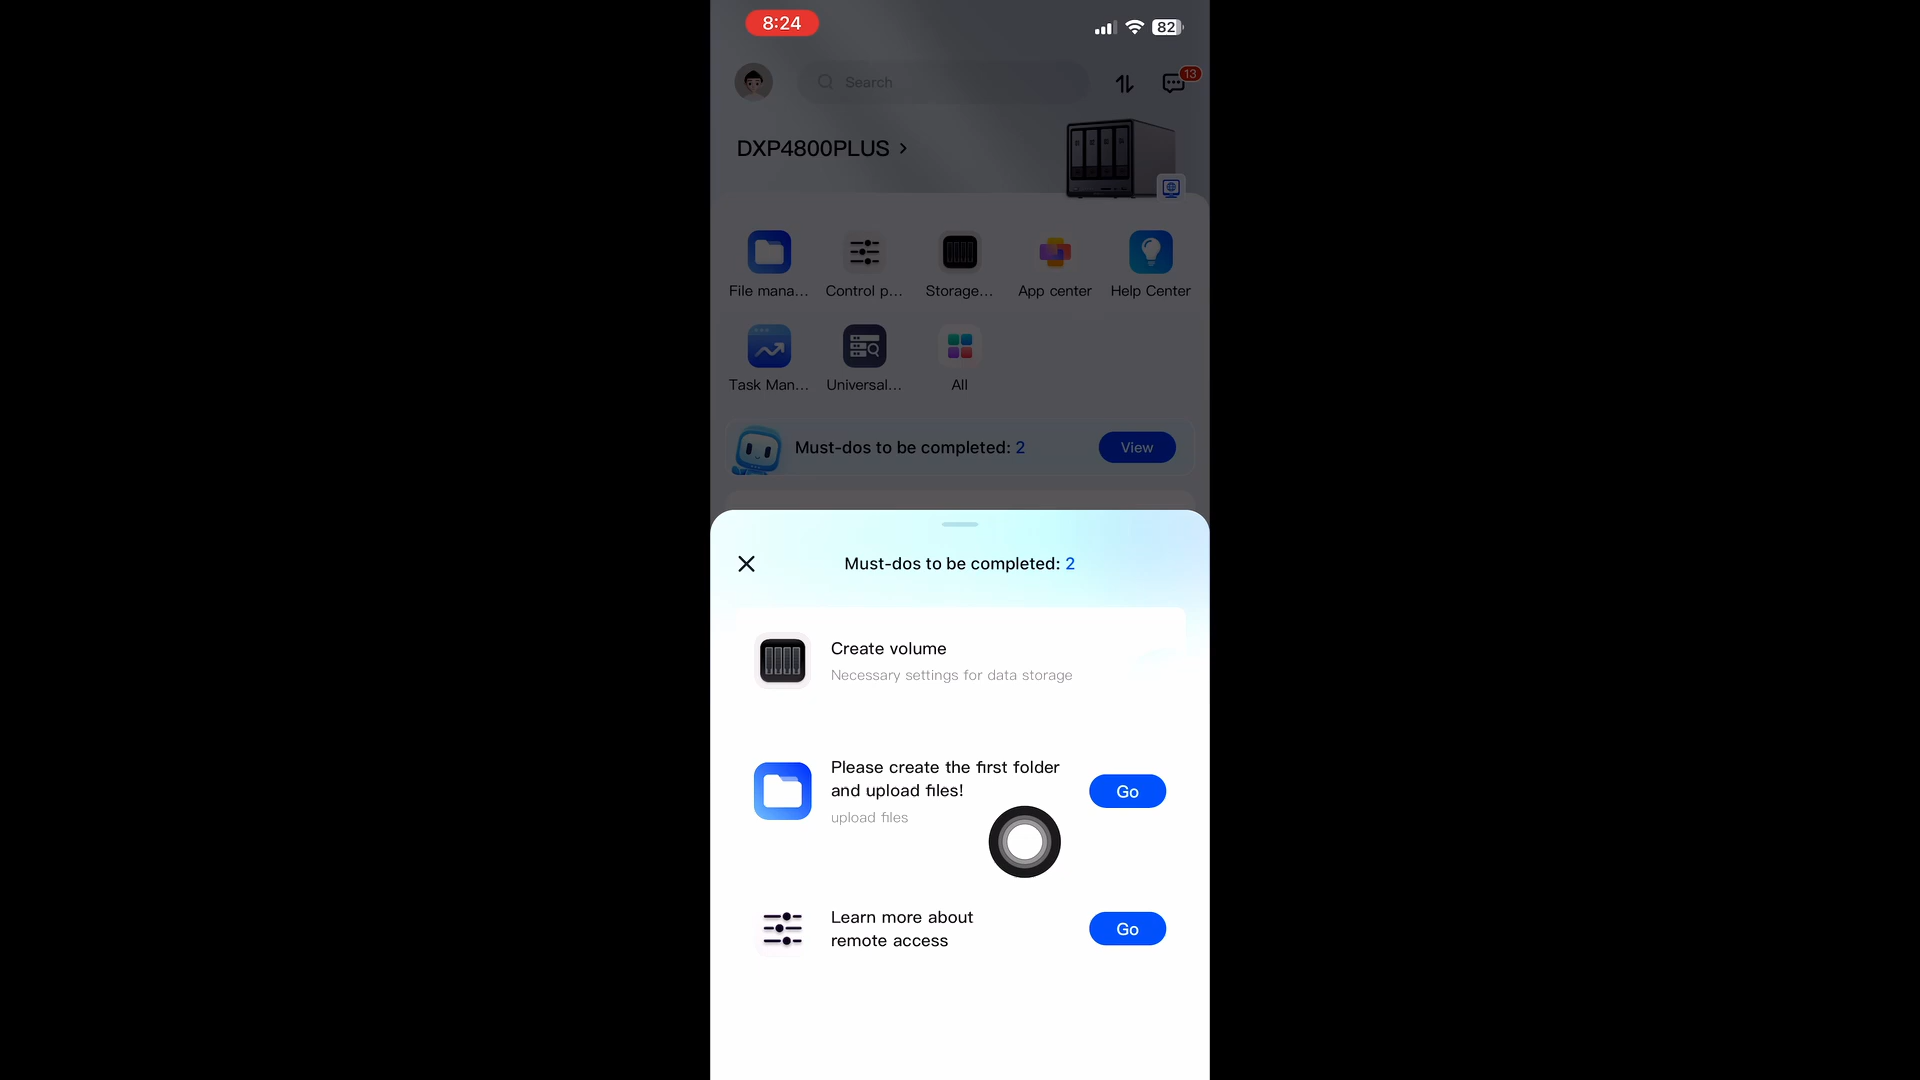 8:24
82
Search
13
DXP4800PLUS
File mana...
Control p...
Storage...
App center
Help Center
Task Man...
Universal...
All
Must-dos to be completed: 2
View
Must-dos to be completed: 2
Create volume
Necessary settings for data storage
Please create the first folder
and upload files!
Go
upload files
Learn more about
remote access
Go